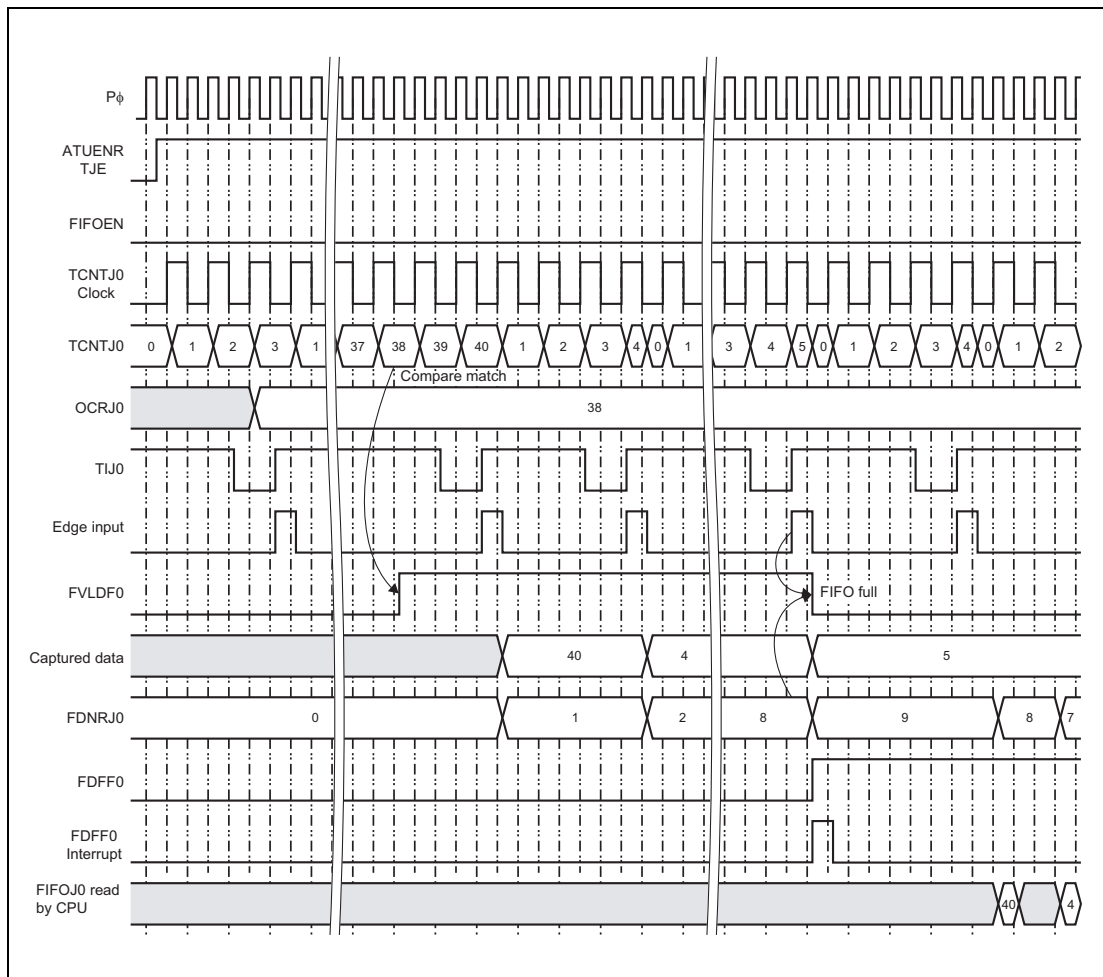 Pϕ
ATUENR
TJE
FIFOEN
TCNTJ0
Clock
TCNTJ0 0 1 2 3 1 37 38 39 40 1 2 3 4 0 1 3 4 5 0 1 2 3 4 0 1 2
Compare match
OCRJ0 38
TIJ0
Edge input
FVLDF0 FIFO full
Captured data 40 4 5
FDNRJ0 0 1 2 8 9 8 7
FDFF0
FDFF0
Interrupt
FIFOJ0 read
by CPU 40 4